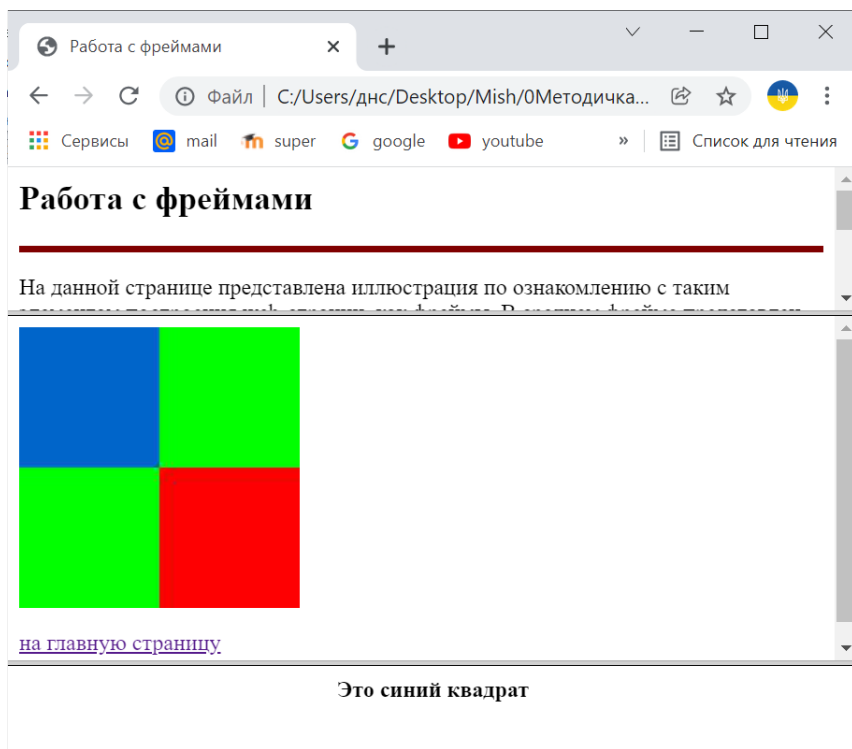 Работа с фреймами
Файл | C:/Users/днс/Desktop/Mish/0Методичка...
Сервисы mail super google youtube » Список для чтения
Работа с фреймами
На данной странице представлена иллюстрация по ознакомлению с таким
на главную страницу
Это синий квадрат